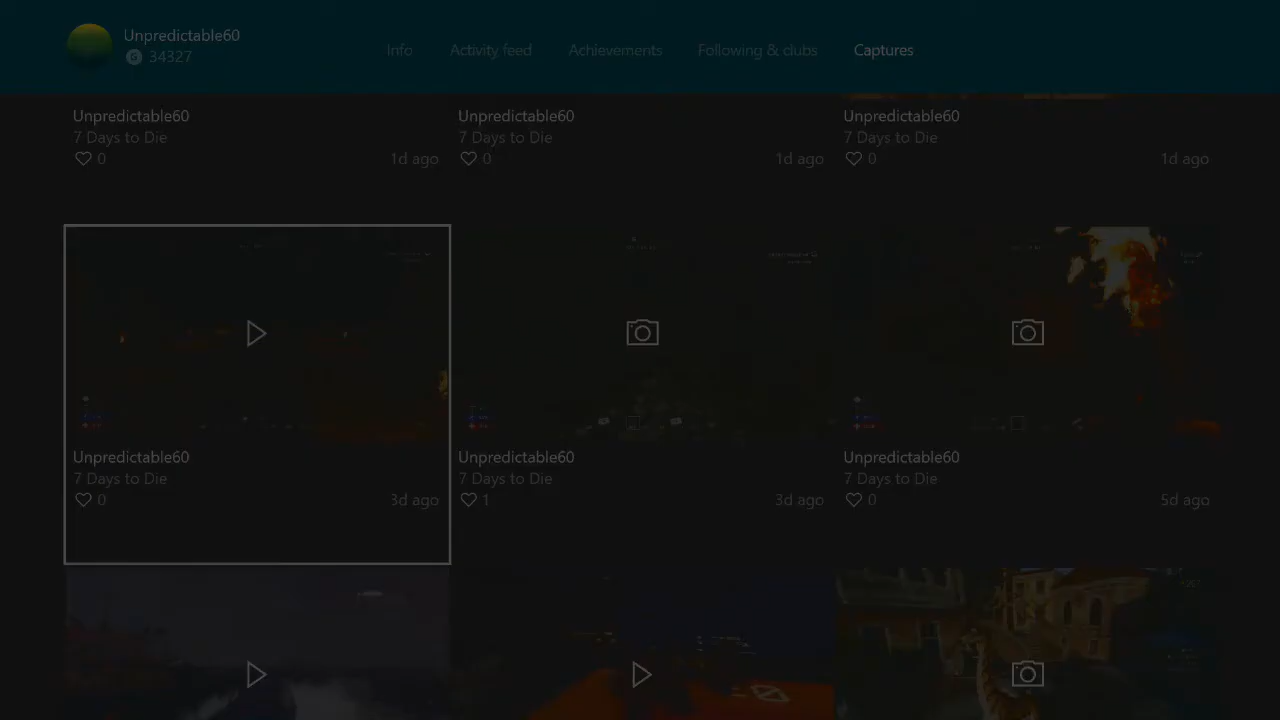 Unpredictable60
G 34327
Info Activity feed Achievements Following & clubs Captures
Unpredictable60 Unpredictable60 Unpredictable60
7 Days to Die 7 Days to Die 7 Days to Die
0 1d ago 0 1d ago 0 1d ago
Unpredictable60 Unpredictable60 Unpredictable60
7 Days to Die 7 Days to Die 7 Days to Die
0 3d ago 1 3d ago 0 5d ago